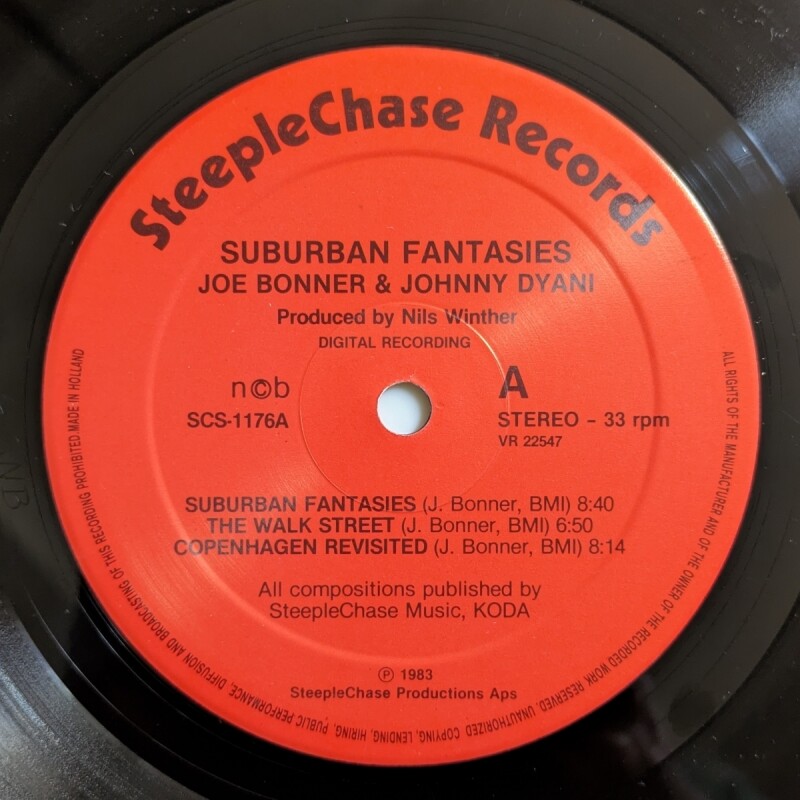 SteepleChase Records
SUBURBAN FANTASIES
JOE BONNER & JOHNNY DYANI
Produced by Nils Winther
DIGITAL RECORDING
n©b
SCS-1176A
A
STEREO – 33 rpm
VR 22547
SUBURBAN FANTASIES (J. Bonner, BMI) 8:40
THE WALK STREET (J. Bonner, BMI) 6:50
COPENHAGEN REVISITED (J. Bonner, BMI) 8:14
All compositions published by
SteepleChase Music, KODA
℗ 1983
SteepleChase Productions Aps
ALL RIGHTS OF THE MANUFACTURER AND OF THE OWNER OF THE RECORDED WORK RESERVED. UNAUTHORIZED COPYING, LENDING, HIRING, PUBLIC PERFORMANCE, DIFFUSION AND BROADCASTING OF THIS RECORDING PROHIBITED. MADE IN HOLLAND